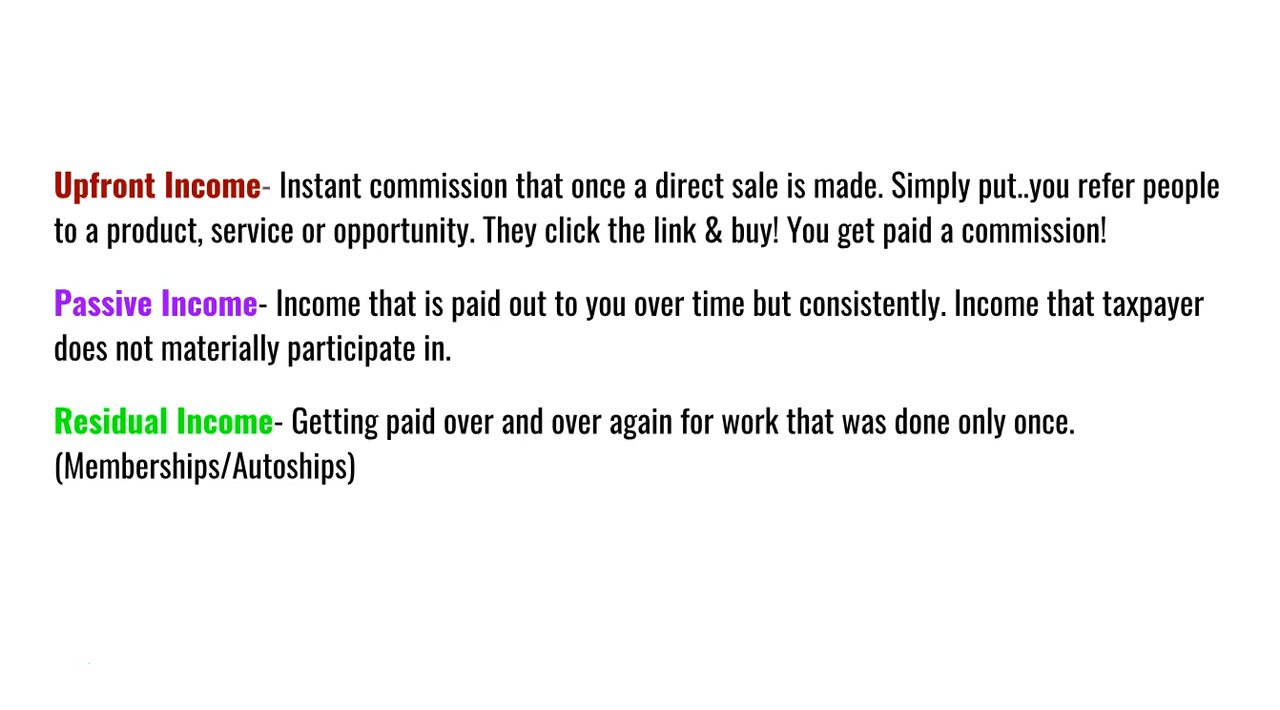 Upfront Income- Instant commission that once a direct sale is made. Simply put..you refer people
to a product, service or opportunity. They click the link & buy! You get paid a commission!
Passive Income- Income that is paid out to you over time but consistently. Income that taxpayer
does not materially participate in.
Residual Income- Getting paid over and over again for work that was done only once.
(Memberships/Autoships)